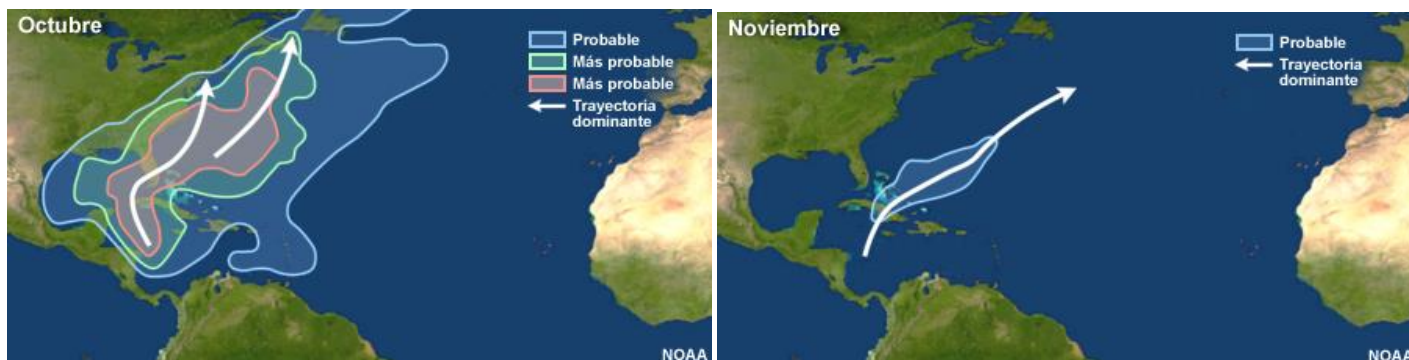 Octubre
Probable
Más probable
Más probable
Trayectoria
dominante
NOAA
Noviembre
Probable
Trayectoria
dominante
NOAA